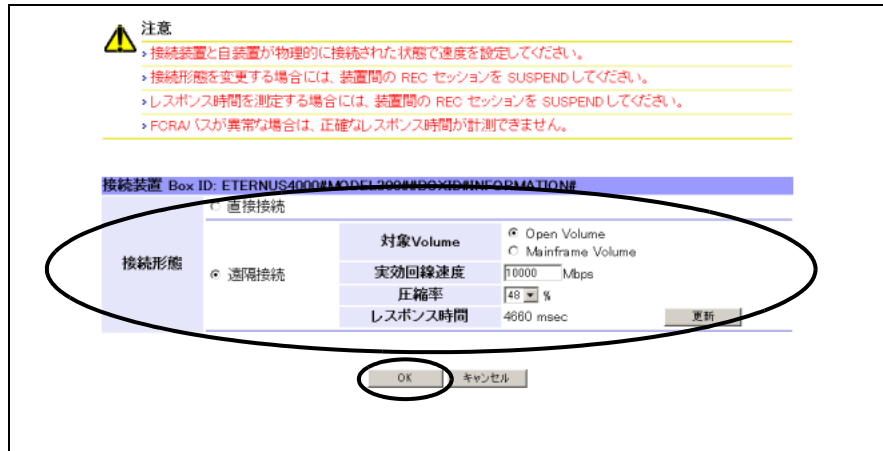 注意
›接続装置と自装置が物理的に接続された状態で速度を設定してください。
›接続形態を変更する場合には、装置間の REC セッションを SUSPEND してください。
›レスポンス時間を測定する場合には、装置間の REC セッションを SUSPEND してください。
›FCRAパスが異常な場合は、正確なレスポンス時間が計測できません。
接続装置 Box ID: ETERNUS4000#MODEL300##BOXID#INFORMATION#
直接接続
接続形態
遠隔接続
対象Volume
Open Volume
Mainframe Volume
実効回線速度 10000 Mbps
圧縮率 48 %
レスポンス時間 4660 msec 更新
OK キャンセル